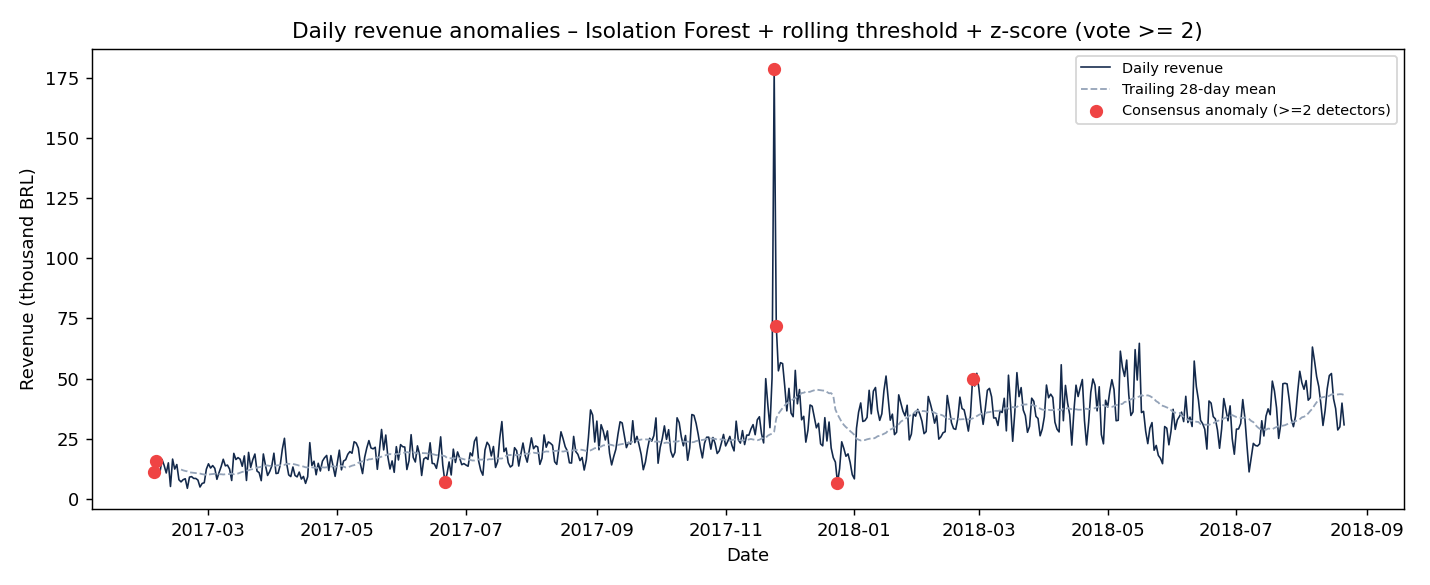 Daily revenue anomalies – Isolation Forest + rolling threshold + z-score (vote >= 2)
Daily revenue
Trailing 28-day mean
Consensus anomaly (>=2 detectors)
Revenue (thousand BRL)
175
150
125
100
75
50
25
0
2017-03 2017-05 2017-07 2017-09 2017-11 2018-01 2018-03 2018-05 2018-07 2018-09
Date